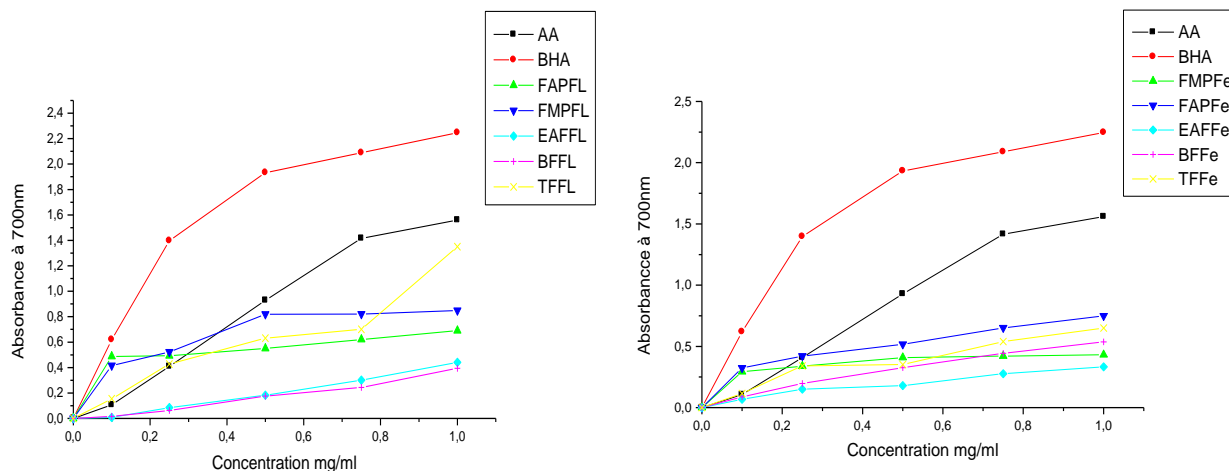 AA
BHA
FAPFL
FMPFL
EAFFL
BFFL
TFFL
Absorbance à 700nm
2,4
2,2
2,0
1,8
1,6
1,4
1,2
1,0
0,8
0,6
0,4
0,2
0,0
0,0 0,2 0,4 0,6 0,8 1,0
Concentration mg/ml
AA
BHA
FMPFe
FAPFe
EAFFe
BFFe
TFFe
Absorbancce à 700nm
2,5
2,0
1,5
1,0
0,5
0,0
0,0 0,2 0,4 0,6 0,8 1,0
Concentration mg/ml